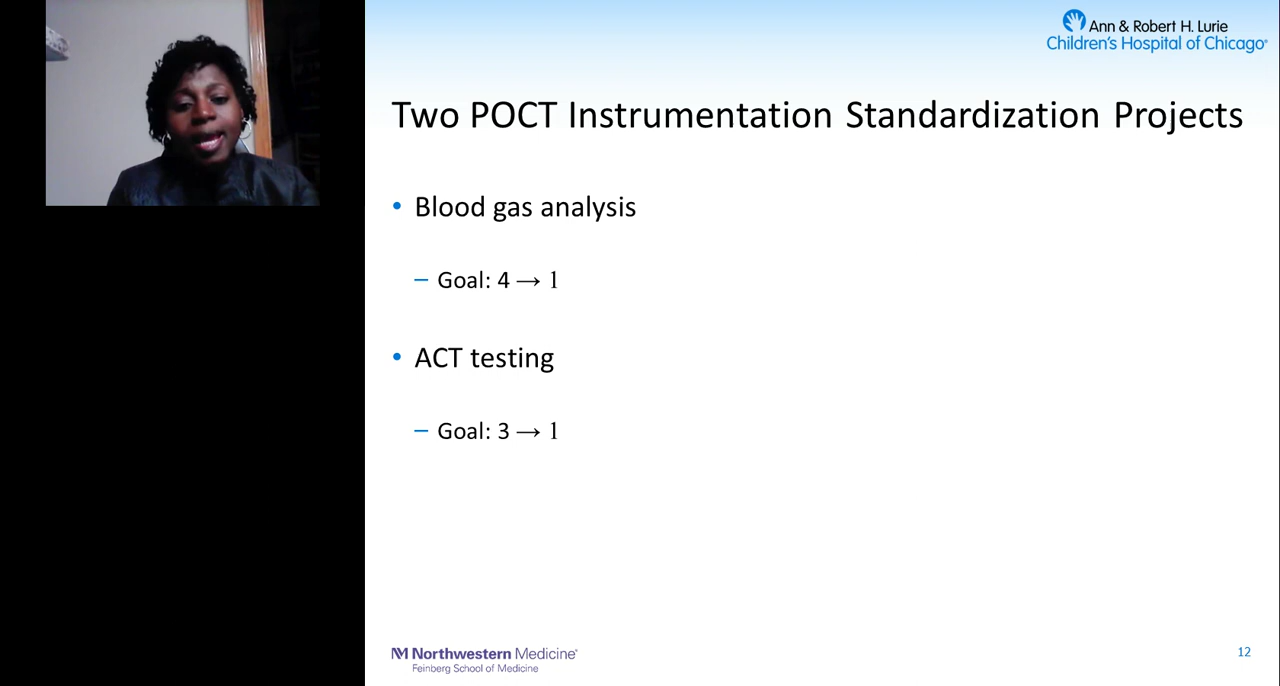 Ann & Robert H. Lurie
Children's Hospital of Chicago®
Two POCT Instrumentation Standardization Projects
• Blood gas analysis
– Goal: 4 → 1
• ACT testing
– Goal: 3 → 1
Northwestern Medicine®
Feinberg School of Medicine
12